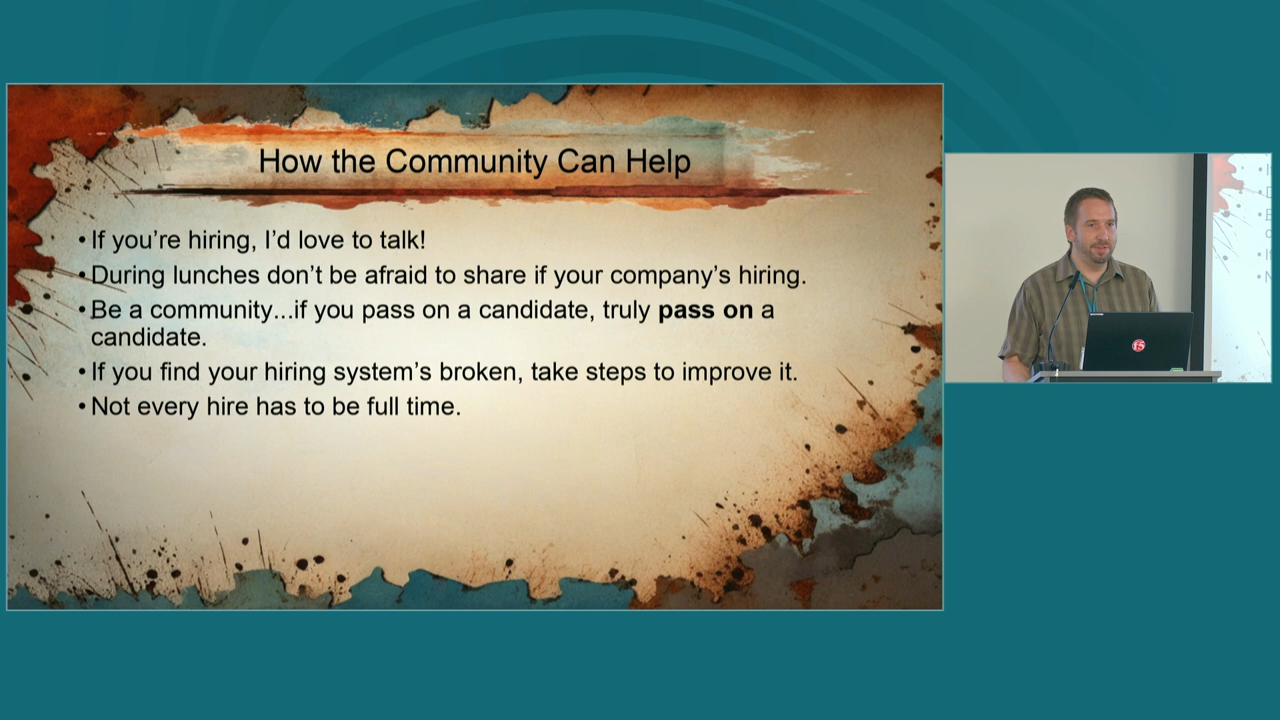 How the Community Can Help
•If you’re hiring, I’d love to talk!
•During lunches don’t be afraid to share if your company’s hiring.
•Be a community...if you pass on a candidate, truly pass on a
candidate.
•If you find your hiring system’s broken, take steps to improve it.
•Not every hire has to be full time.
f5